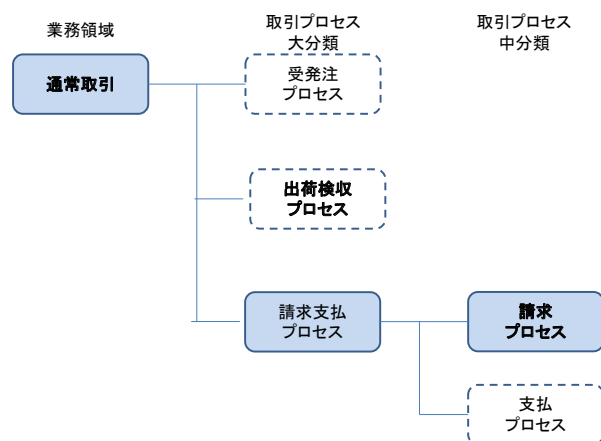 業務領域
取引プロセス
大分類
取引プロセス
中分類
通常取引
受発注
プロセス
出荷検収
プロセス
請求支払
プロセス
請求
プロセス
支払
プロセス